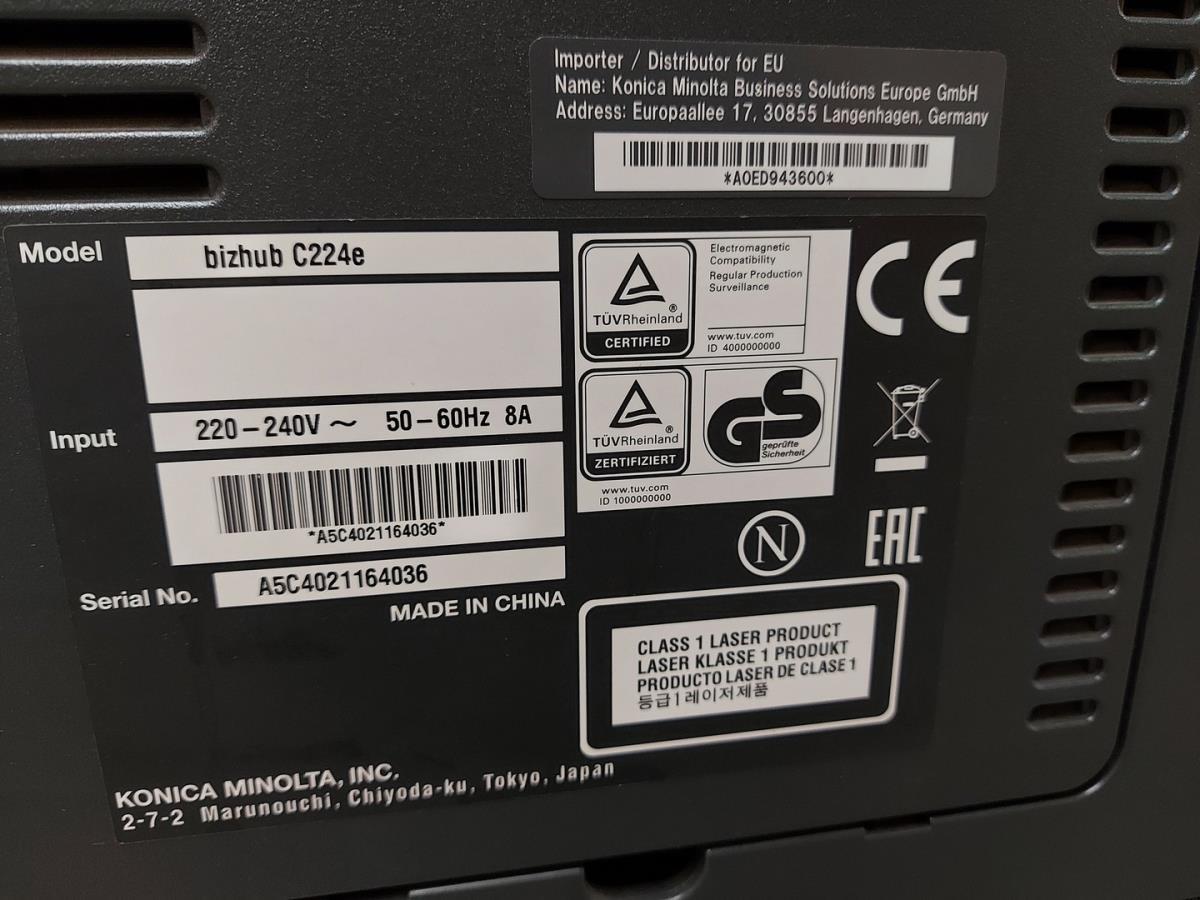 Importer / Distributor for EU
Name: Konica Minolta Business Solutions Europe GmbH
Address: Europaallee 17, 30855 Langenhagen, Germany
*A0ED943600*
Model
bizhub C224e
Input
220-240V ~ 50-60Hz 8A
*A5C4021164036*
Serial No.
A5C4021164036
MADE IN CHINA
TÜVRheinland®
CERTIFIED
Electromagnetic
Compatibility
Regular Production
Surveillance
www.tuv.com
ID 4000000000
TÜVRheinland®
ZERTIFIZIERT
GS
geprüfte
Sicherheit
www.tuv.com
ID 1000000000
CE
N
EAC
CLASS 1 LASER PRODUCT
LASER KLASSE 1 PRODUKT
PRODUCTO LASER DE CLASE 1
등급1레이저제품
KONICA MINOLTA, INC.
2-7-2 Marunouchi, Chiyoda-ku, Tokyo, Japan